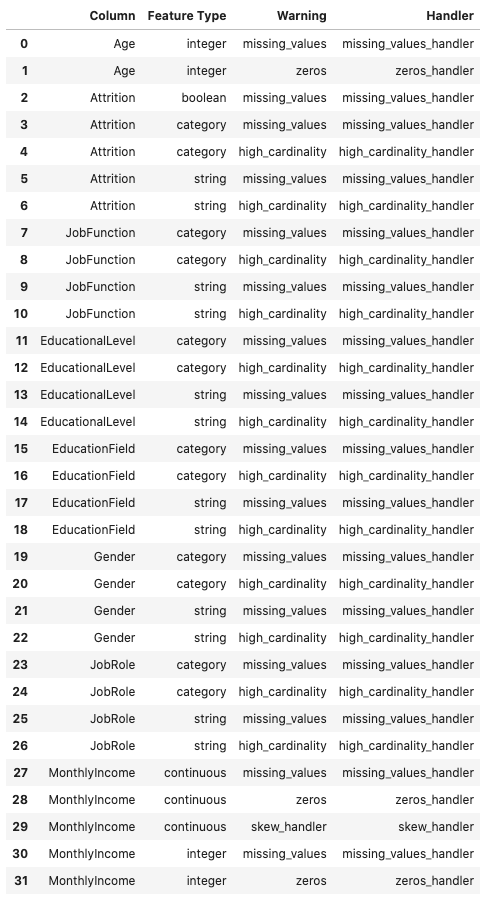 Column Feature Type Warning Handler
0 Age integer missing_values missing_values_handler
1 Age integer zeros zeros_handler
2 Attrition boolean missing_values missing_values_handler
3 Attrition category missing_values missing_values_handler
4 Attrition category high_cardinality high_cardinality_handler
5 Attrition string missing_values missing_values_handler
6 Attrition string high_cardinality high_cardinality_handler
7 JobFunction category missing_values missing_values_handler
8 JobFunction category high_cardinality high_cardinality_handler
9 JobFunction string missing_values missing_values_handler
10 JobFunction string high_cardinality high_cardinality_handler
11 EducationalLevel category missing_values missing_values_handler
12 EducationalLevel category high_cardinality high_cardinality_handler
13 EducationalLevel string missing_values missing_values_handler
14 EducationalLevel string high_cardinality high_cardinality_handler
15 EducationField category missing_values missing_values_handler
16 EducationField category high_cardinality high_cardinality_handler
17 EducationField string missing_values missing_values_handler
18 EducationField string high_cardinality high_cardinality_handler
19 Gender category missing_values missing_values_handler
20 Gender category high_cardinality high_cardinality_handler
21 Gender string missing_values missing_values_handler
22 Gender string high_cardinality high_cardinality_handler
23 JobRole category missing_values missing_values_handler
24 JobRole category high_cardinality high_cardinality_handler
25 JobRole string missing_values missing_values_handler
26 JobRole string high_cardinality high_cardinality_handler
27 MonthlyIncome continuous missing_values missing_values_handler
28 MonthlyIncome continuous zeros zeros_handler
29 MonthlyIncome continuous skew_handler skew_handler
30 MonthlyIncome integer missing_values missing_values_handler
31 MonthlyIncome integer zeros zeros_handler